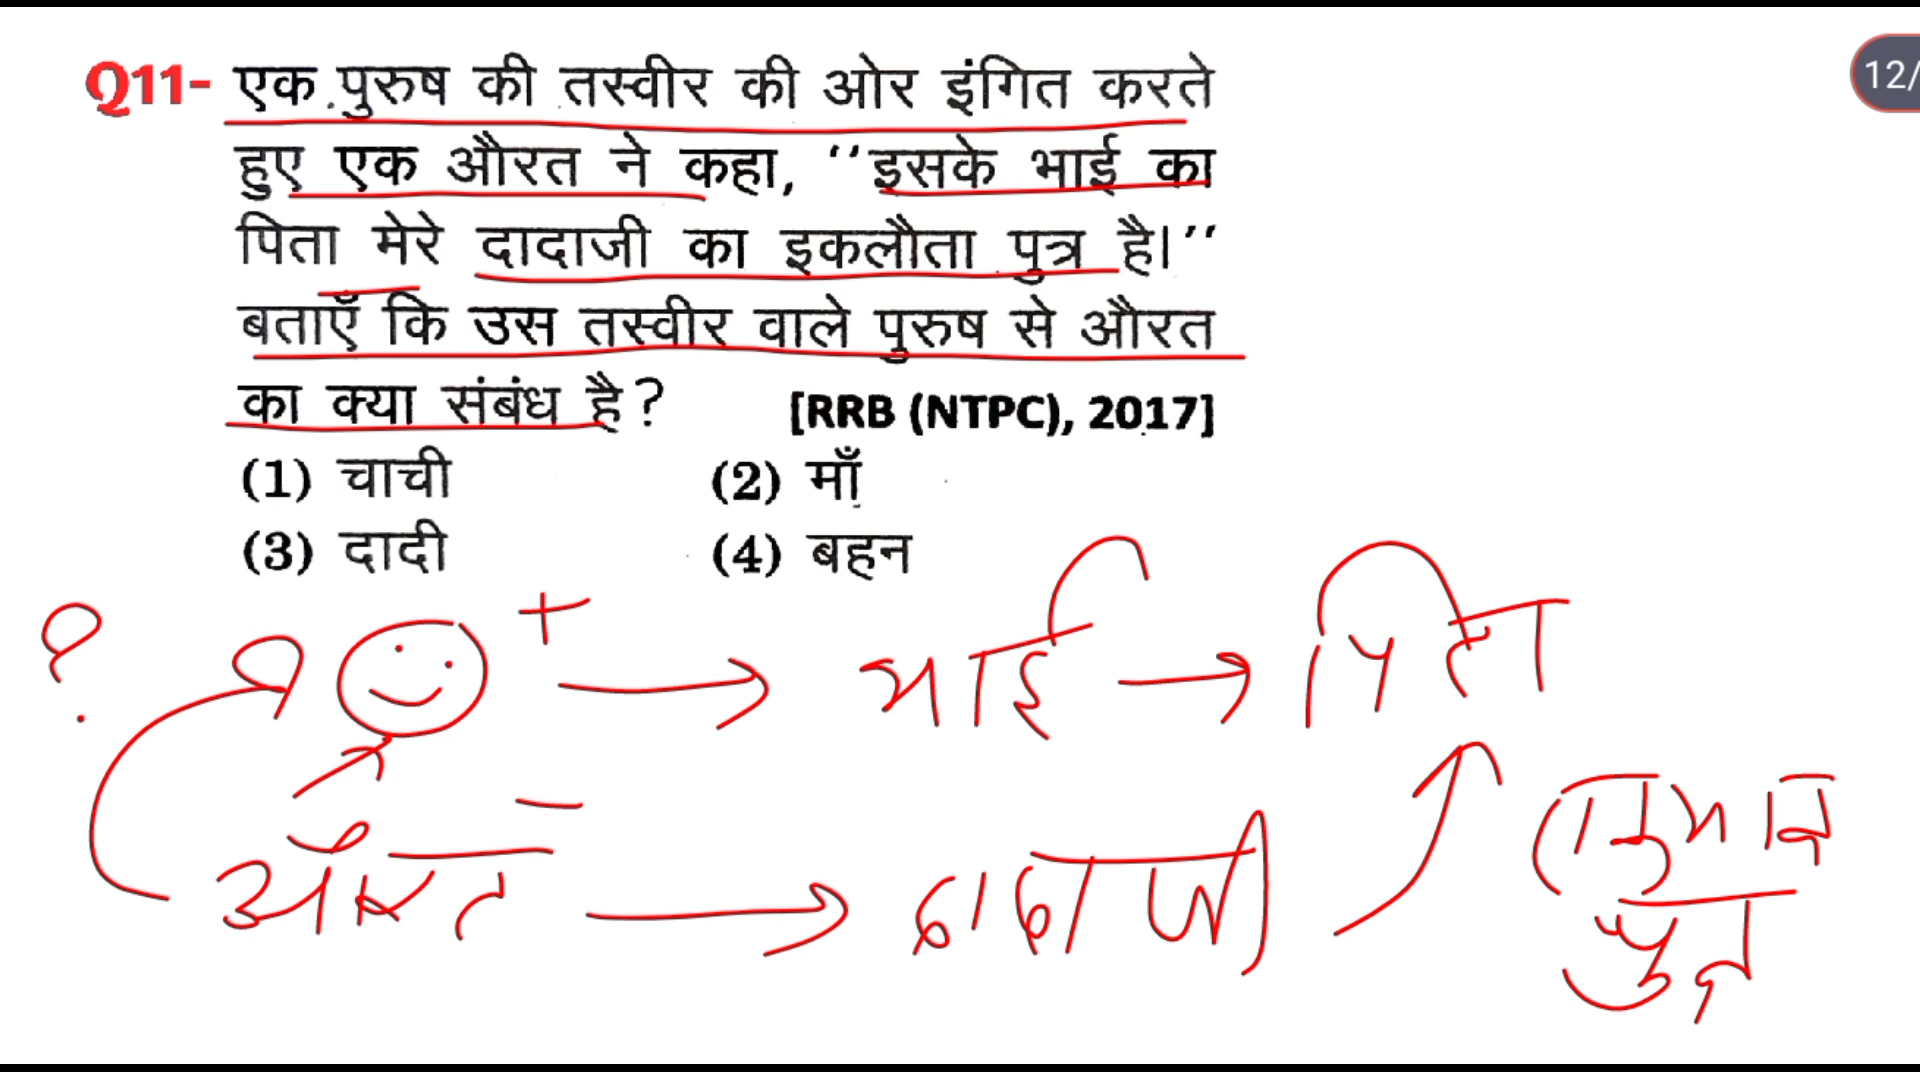 Q11- एक पुरुष की तस्वीर की ओर इंगित करते
12/
हुए एक औरत ने कहा, ‘‘इसके भाई का
पिता मेरे दादाजी का इकलौता पुत्र है।’’
बताएँ कि उस तस्वीर वाले पुरुष से औरत
का क्या संबंध है?
[RRB (NTPC), 2017]
(1) चाची (2) माँ
(3) दादी (4) बहन
? + भाई पिता
औरत − दादा जी
पुत्र